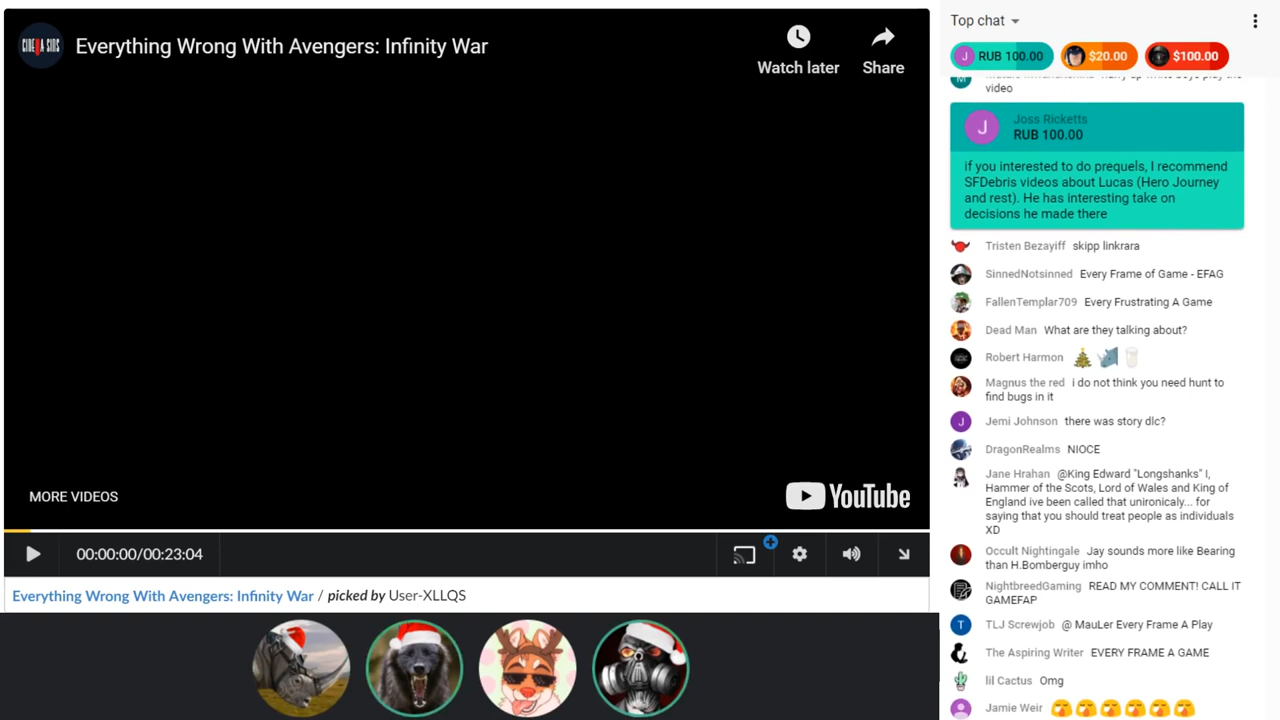 CINEMA SINS
Everything Wrong With Avengers: Infinity War
Watch later
Share
MORE VIDEOS
YouTube
00:00:00/00:23:04
Everything Wrong With Avengers: Infinity War / picked by User-XLLQS
Top chat
J RUB 100.00
$20.00
$100.00
M
video
J
Joss Ricketts
RUB 100.00
if you interested to do prequels, I recommend
SFDebris videos about Lucas (Hero Journey
and rest). He has interesting take on
decisions he made there
Tristen Bezayiff skipp linkrara
SinnedNotsinned Every Frame of Game - EFAG
FallenTemplar709 Every Frustrating A Game
Dead Man What are they talking about?
Robert Harmon 🎄🦏🥛
Magnus the red i do not think you need hunt to
find bugs in it
J Jemi Johnson there was story dlc?
DragonRealms NIOCE
Jane Hrahan @King Edward "Longshanks" I,
Hammer of the Scots, Lord of Wales and King of
England ive been called that unironicaly... for
saying that you should treat people as individuals
XD
Occult Nightingale Jay sounds more like Bearing
than H.Bomberguy imho
NightbreedGaming READ MY COMMENT! CALL IT
GAMEFAP
T TLJ Screwjob @ MauLer Every Frame A Play
The Aspiring Writer EVERY FRAME A GAME
lil Cactus Omg
Jamie Weir